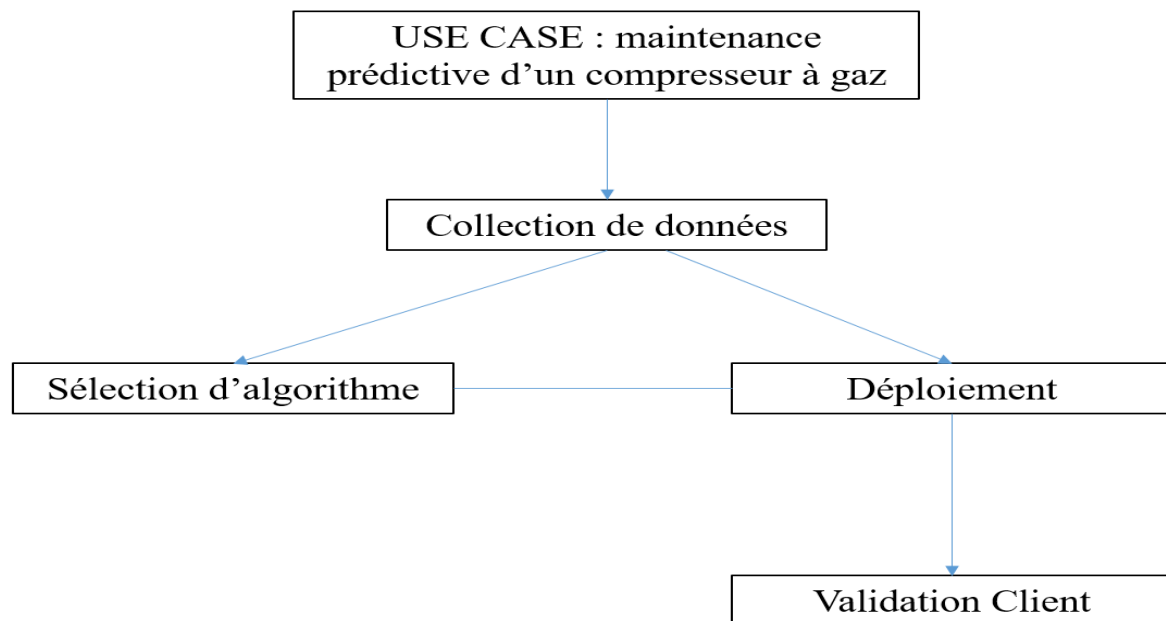 USE CASE : maintenance
prédictive d’un compresseur à gaz
Collection de données
Sélection d’algorithme
Déploiement
Validation Client